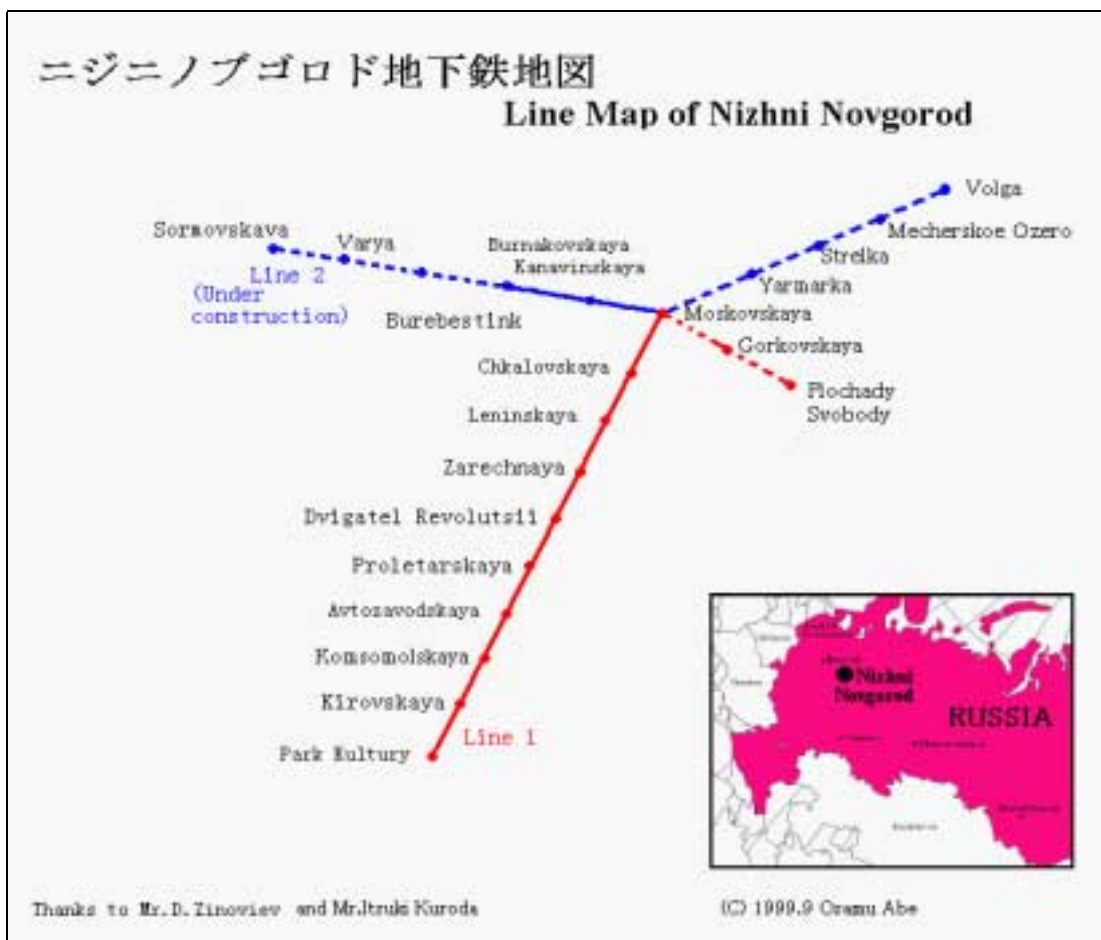 ニジニノブゴロド地下鉄地図
Line Map of Nizhni Novgorod
Volga
Mecherskoe Ozero
Strelka
Yarmarka
Sormovskava
Varya
Burnakovskaya
Kanavinskaya
Line 2
(Under
construction)
Burebestink
Moskovskaya
Gorkovskaya
Plochady
Svobody
Chkalovskaya
Leninskaya
Zarechnaya
Dvigatel Revolutsii
Proletarskaya
Avtozavodskaya
Komsomolskaya
Kirovskaya
Park Kultury
Line 1
Nizhni
Novgorod
RUSSIA
Thanks to Mr.D.Zinoviev and Mr.Itsuki Kuroda
(C) 1999.9 Osamu Abe